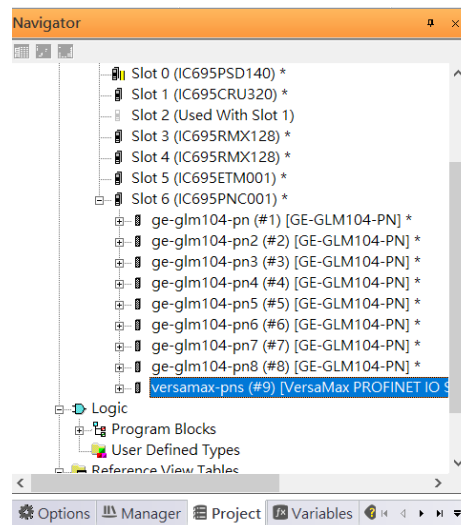 Navigator
Slot 0 (IC695PSD140) *
Slot 1 (IC695CRU320) *
Slot 2 (Used With Slot 1)
Slot 3 (IC695RMX128) *
Slot 4 (IC695RMX128) *
Slot 5 (IC695ETM001) *
Slot 6 (IC695PNC001) *
ge-glm104-pn (#1) [GE-GLM104-PN] *
ge-glm104-pn2 (#2) [GE-GLM104-PN] *
ge-glm104-pn3 (#3) [GE-GLM104-PN] *
ge-glm104-pn4 (#4) [GE-GLM104-PN] *
ge-glm104-pn5 (#5) [GE-GLM104-PN] *
ge-glm104-pn6 (#6) [GE-GLM104-PN] *
ge-glm104-pn7 (#7) [GE-GLM104-PN] *
ge-glm104-pn8 (#8) [GE-GLM104-PN] *
versamax-pns (#9) [VersaMax PROFINET IO S
Logic
Program Blocks
User Defined Types
Reference View Tables
Options Manager Project Variables